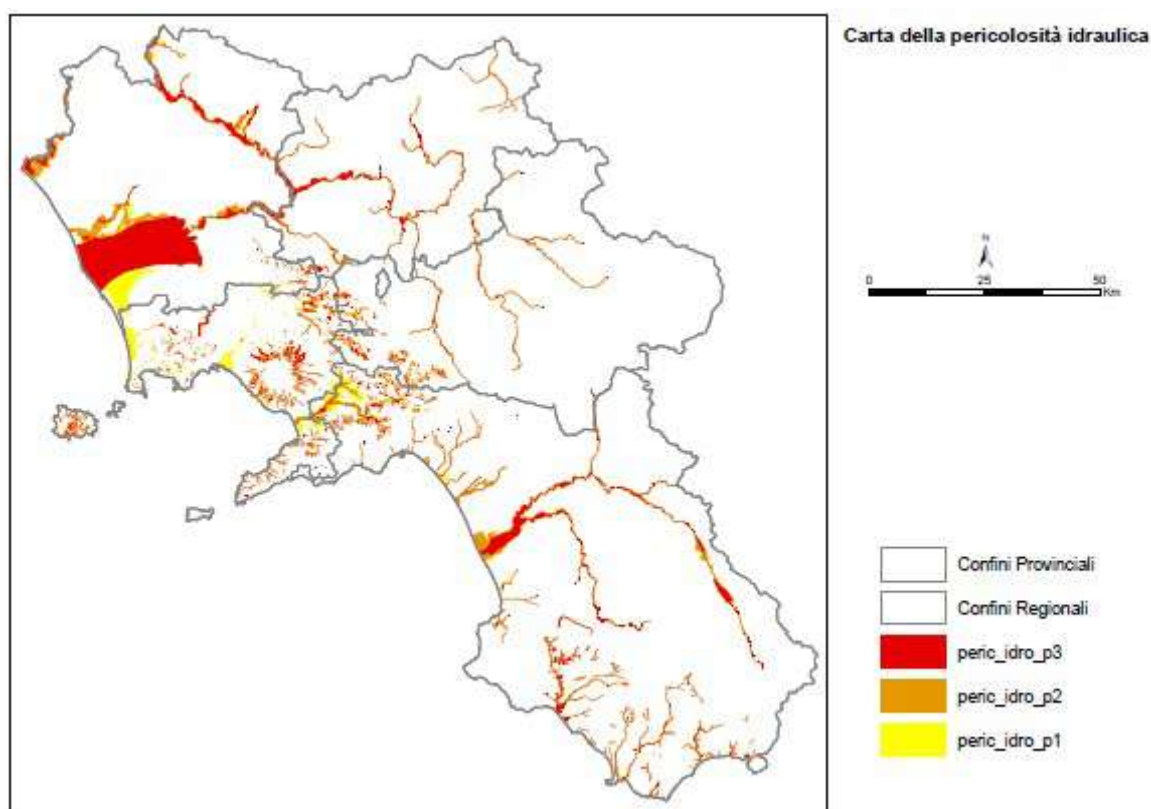 Carta della pericolosità idraulica
N
0 25 50
Km
Confini Provinciali
Confini Regionali
peric_idro_p3
peric_idro_p2
peric_idro_p1